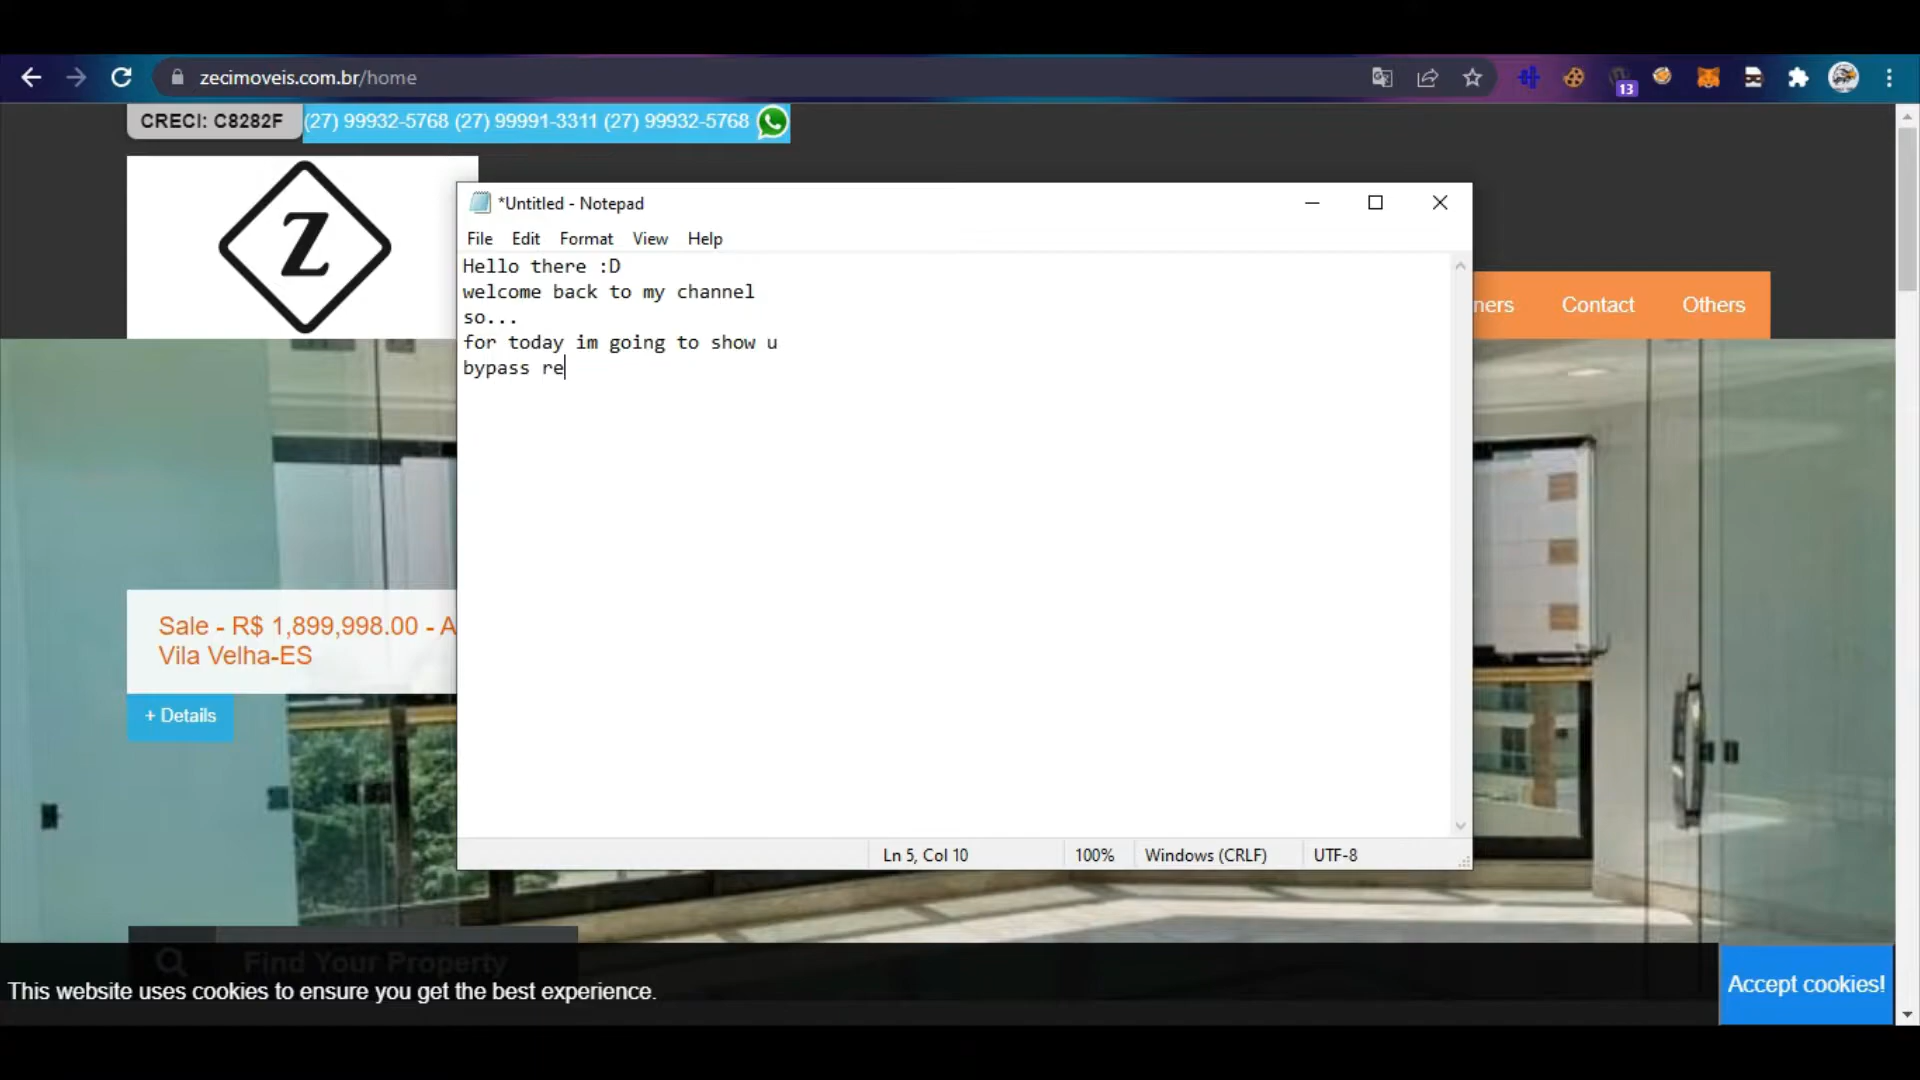 zecimoveis.com.br/home
13
CRECI: C8282F
(27) 99932-5768 (27) 99991-3311 (27) 99932-5768
Z
*Untitled - Notepad
File Edit Format View Help
Hello there :D
welcome back to my channel
so...
for today im going to show u
bypass re
ners Contact Others
Sale - R$ 1,899,998.00 - A
Vila Velha-ES
+ Details
Ln 5, Col 10 100% Windows (CRLF) UTF-8
Find Your Property
This website uses cookies to ensure you get the best experience.
Accept cookies!